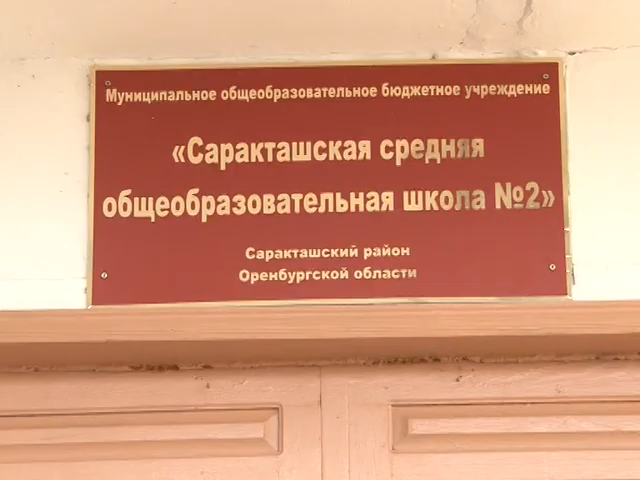 Муниципальное общеобразовательное бюджетное учреждение
«Саракташская средняя
общеобразовательная школа №2»
Саракташский район
Оренбургской области